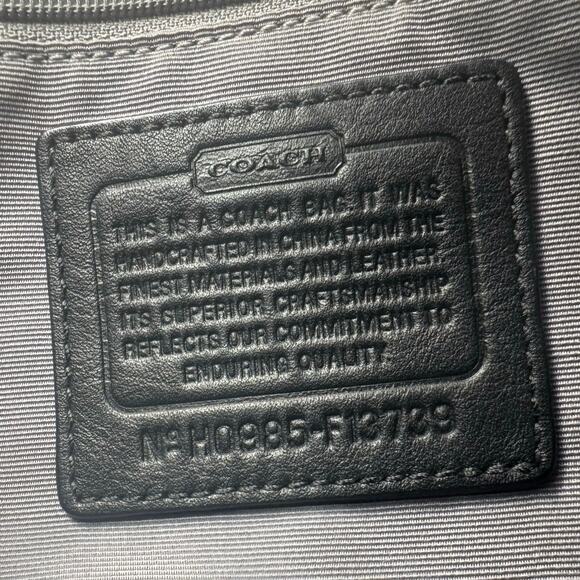 COACH
THIS IS A COACH BAG. IT WAS
HANDCRAFTED IN CHINA FROM THE
FINEST MATERIALS AND LEATHER.
ITS SUPERIOR CRAFTSMANSHIP
REFLECTS OUR COMMITMENT TO
ENDURING QUALITY.
Nº H0985-F13739